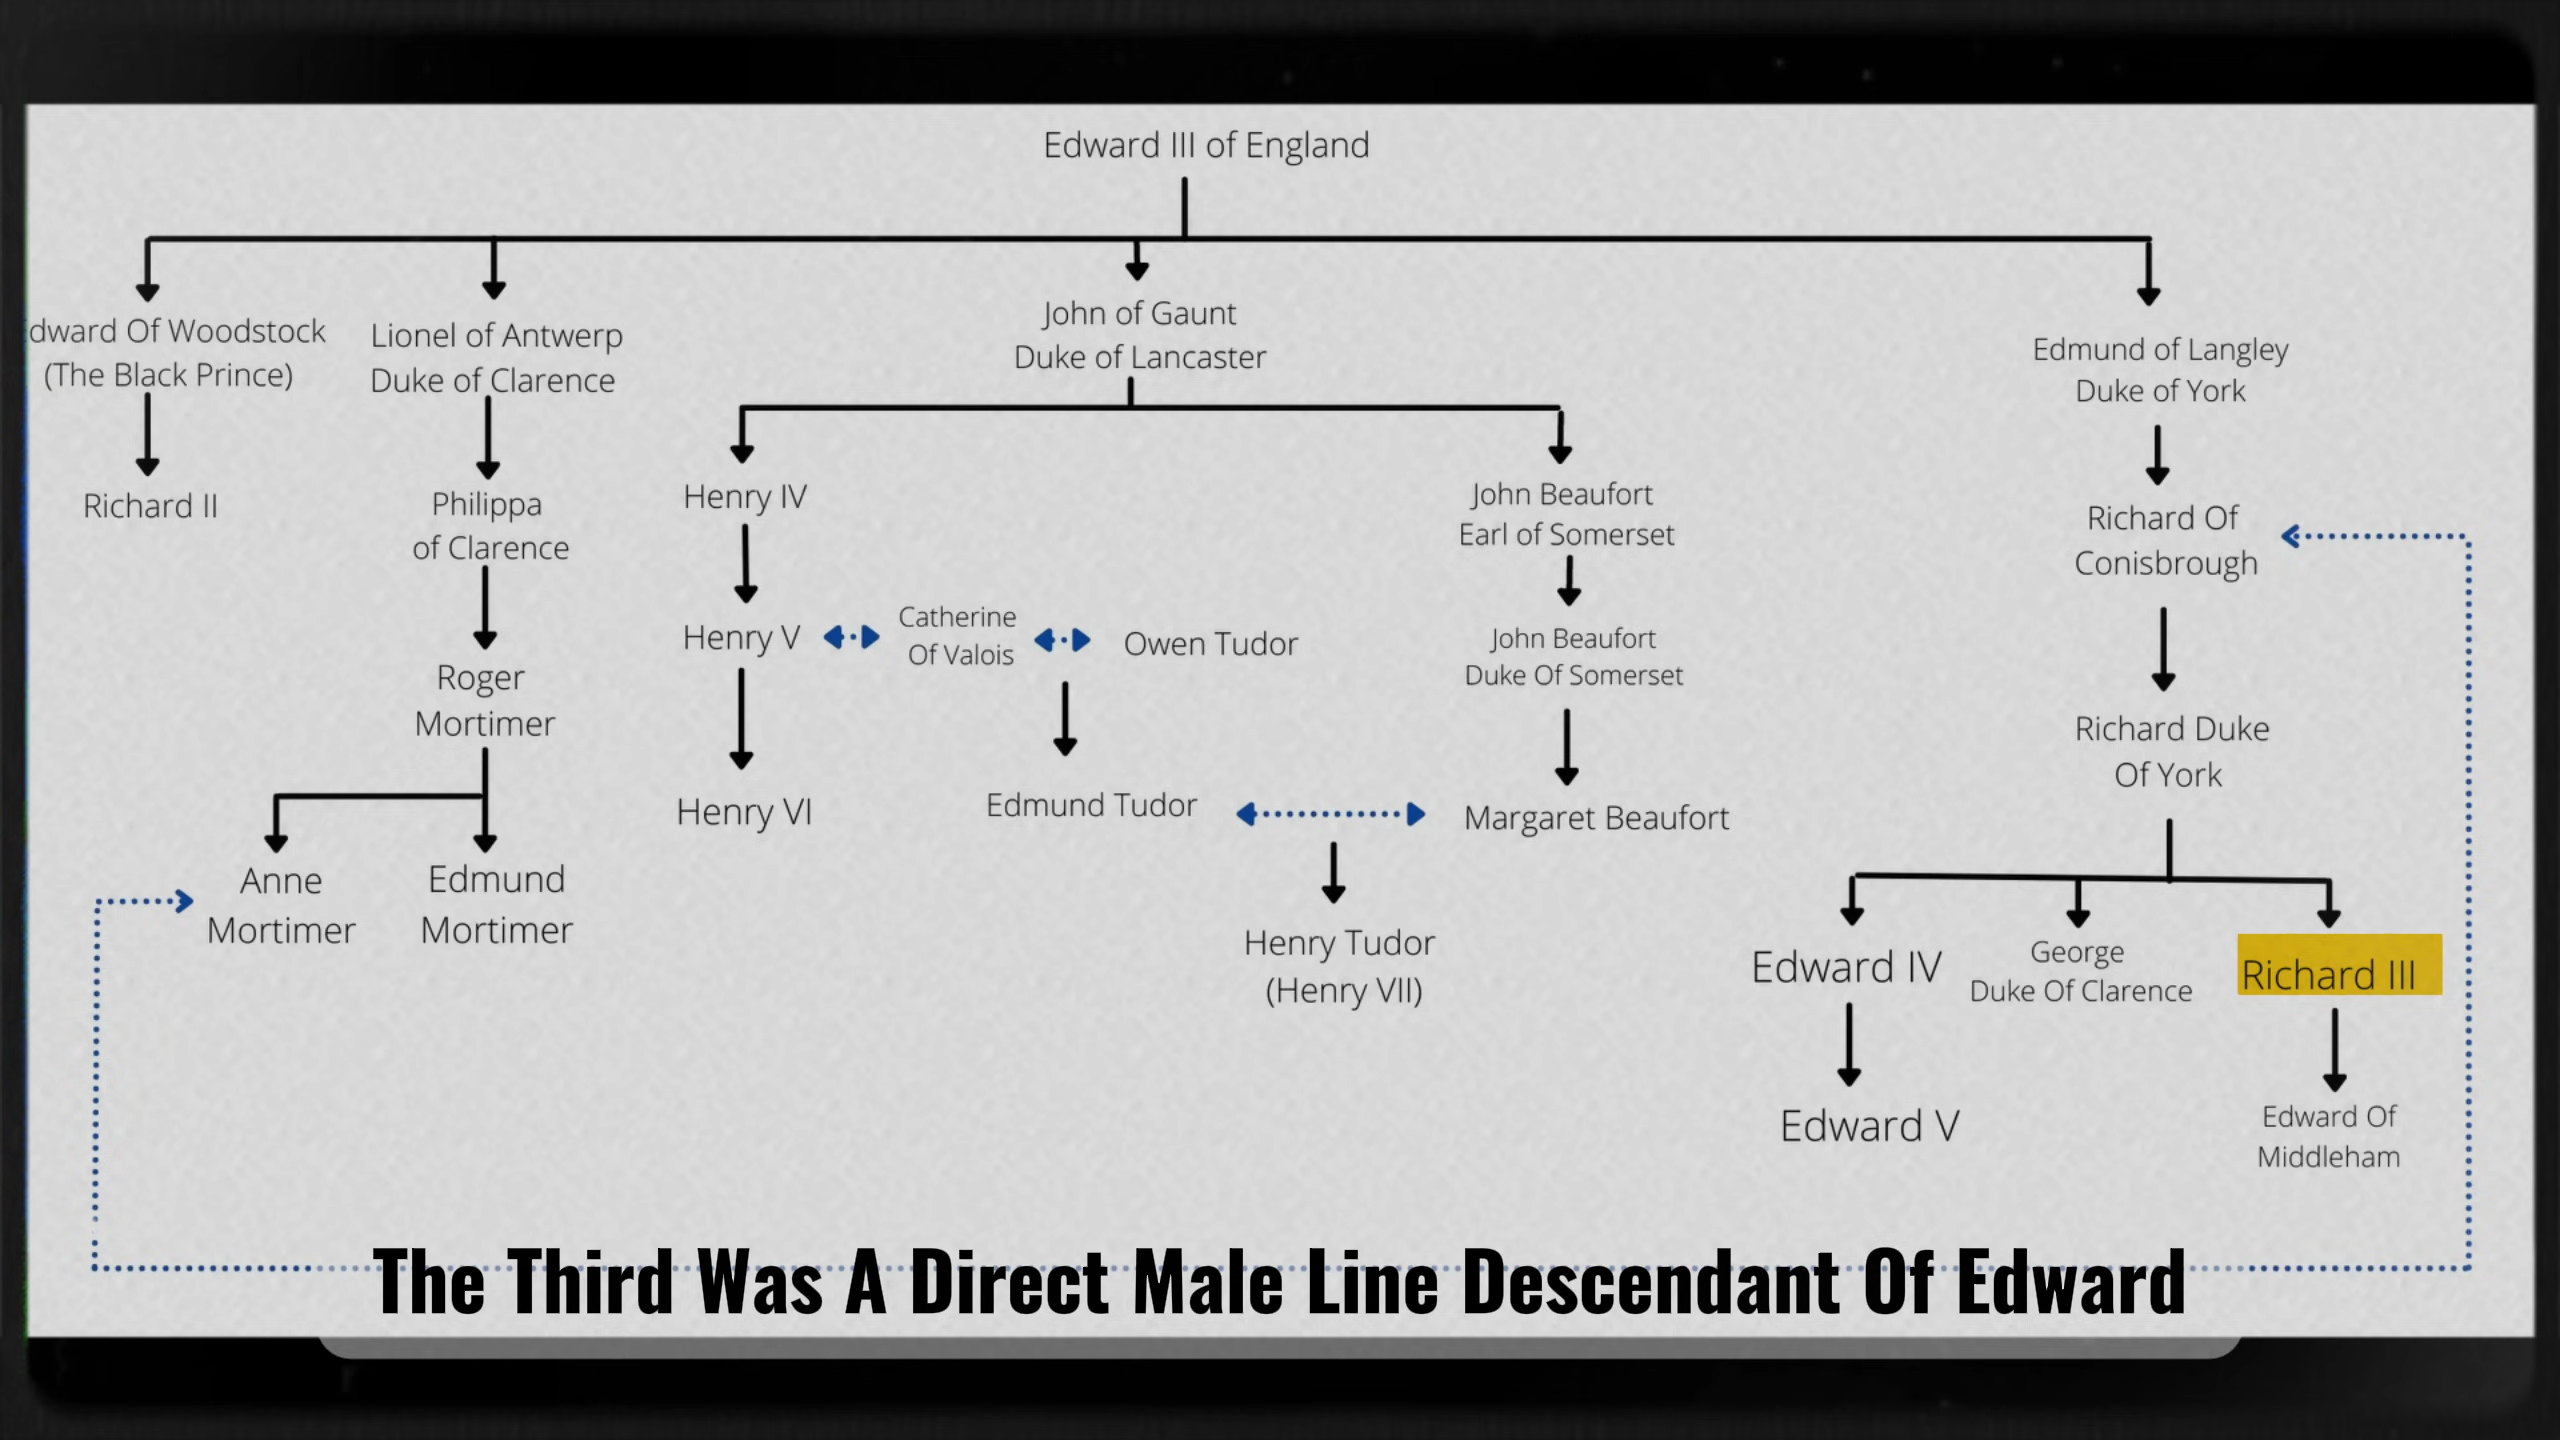 Edward III of England
dward Of Woodstock
(The Black Prince)
Lionel of Antwerp
Duke of Clarence
John of Gaunt
Duke of Lancaster
Edmund of Langley
Duke of York
Richard II
Philippa
of Clarence
Henry IV
John Beaufort
Earl of Somerset
Richard Of
Conisbrough
Roger
Mortimer
Henry V
Catherine
Of Valois
Owen Tudor
John Beaufort
Duke Of Somerset
Richard Duke
Of York
Anne
Mortimer
Edmund
Mortimer
Henry VI
Edmund Tudor
Margaret Beaufort
Henry Tudor
(Henry VII)
Edward IV
George
Duke Of Clarence
Richard III
Edward V
Edward Of
Middleham
The Third Was A Direct Male Line Descendant Of Edward